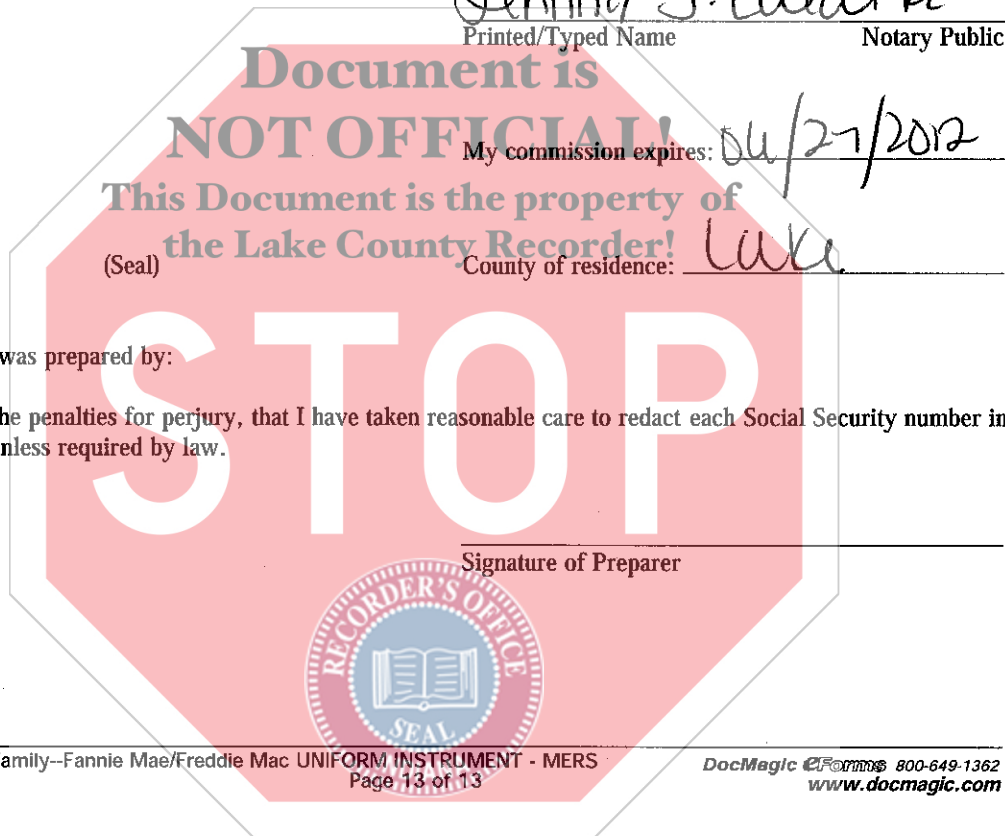 J.
Printed/Typed Name Notary Public
Document is
NOT OFFICIAL!
My commission expires: 04/27/2012
This Document is the property of
the Lake County Recorder!
(Seal) County of residence: Lake
STOP
was prepared by:
he penalties for perjury, that I have taken reasonable care to redact each Social Security number in
nless required by law.
Signature of Preparer
RECORDER'S OFFICE
SEAL
INDIANA
amily--Fannie Mae/Freddie Mac UNIFORM INSTRUMENT - MERS
Page 13 of 13
DocMagic eForms 800-649-1362
www.docmagic.com